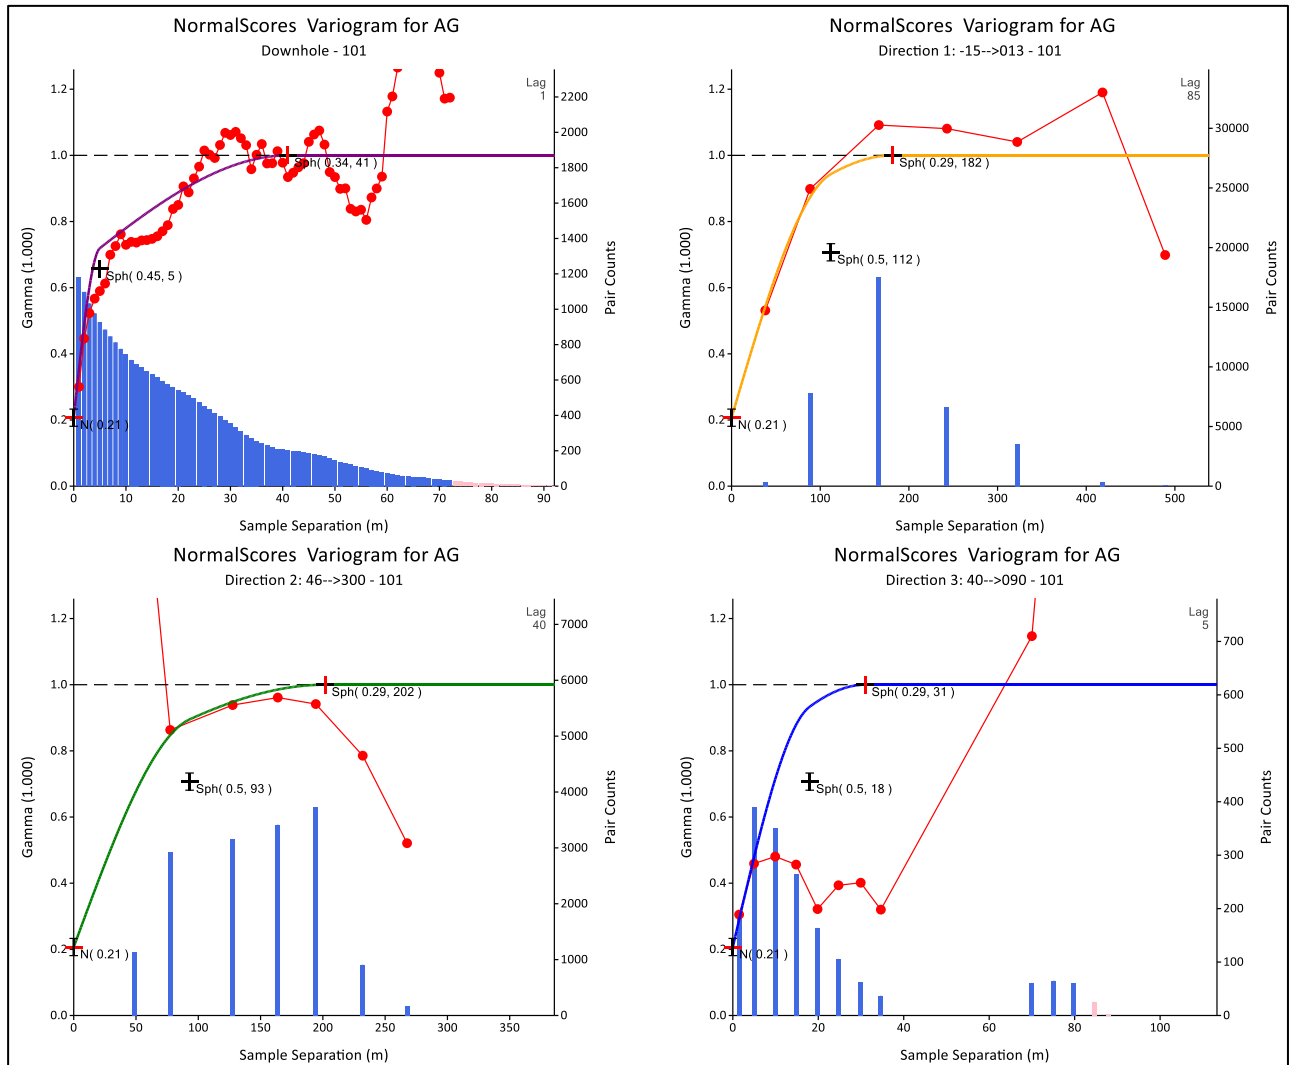 NormalScores Variogram for AG
Downhole - 101
Lag
1
Gamma (1.000)
1.2
1.0
0.8
0.6
0.4
0.2
0.0
Sph( 0.34, 41 )
Sph( 0.45, 5 )
N( 0.21 )
2200
2000
1800
1600
1400
1200
1000
800
600
400
200
0
Pair Counts
0 10 20 30 40 50 60 70 80 90
Sample Separation (m)
NormalScores Variogram for AG
Direction 1: -15-->013 - 101
Lag
85
Gamma (1.000)
1.2
1.0
0.8
0.6
0.4
0.2
0.0
Sph( 0.29, 182 )
Sph( 0.5, 112 )
N( 0.21 )
30000
25000
20000
15000
10000
5000
0
Pair Counts
0 100 200 300 400 500
Sample Separation (m)
NormalScores Variogram for AG
Direction 2: 46-->300 - 101
Lag
40
Gamma (1.000)
1.2
1.0
0.8
0.6
0.4
0.2
0.0
Sph( 0.29, 202 )
Sph( 0.5, 93 )
N( 0.21 )
7000
6000
5000
4000
3000
2000
1000
0
Pair Counts
0 50 100 150 200 250 300 350
Sample Separation (m)
NormalScores Variogram for AG
Direction 3: 40-->090 - 101
Lag
5
Gamma (1.000)
1.2
1.0
0.8
0.6
0.4
0.2
0.0
Sph( 0.29, 31 )
Sph( 0.5, 18 )
N( 0.21 )
700
600
500
400
300
200
100
0
Pair Counts
0 20 40 60 80 100
Sample Separation (m)